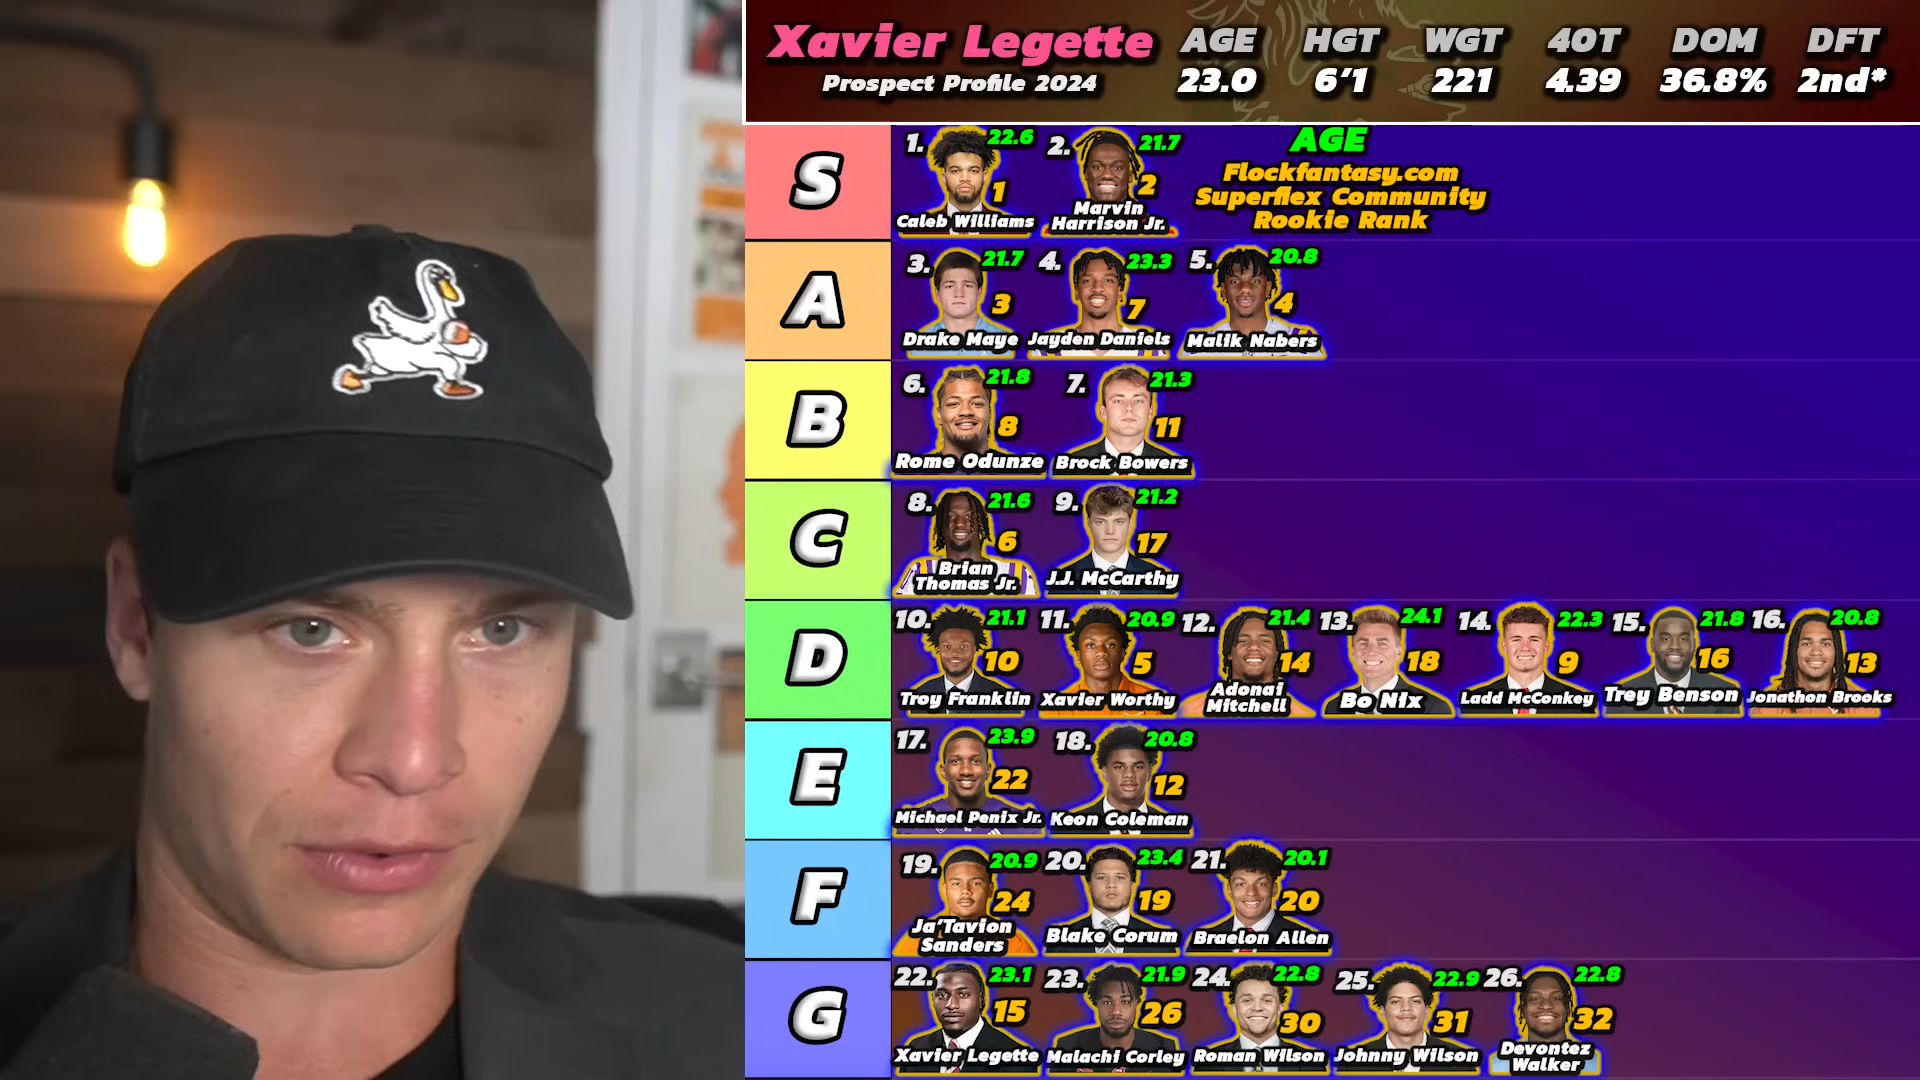 Xavier Legette
Prospect Profile 2024
AGE HGT WGT 40T DOM DFT
23.0 6'1 221 4.39 36.8% 2nd*
S
1. 22.6
1
Caleb Williams
2. 21.7
2
Marvin
Harrison Jr.
AGE
Flockfantasy.com
Superflex Community
Rookie Rank
A
3. 21.7
3
Drake Maye
4. 23.3
7
Jayden Daniels
5. 20.8
4
Malik Nabers
B
6. 21.8
8
Rome Odunze
7. 21.3
11
Brock Bowers
C
8. 21.6
6
Brian
Thomas Jr.
9. 21.2
17
J.J. McCarthy
D
10. 21.1
10
Troy Franklin
11. 20.9
5
Xavier Worthy
12. 21.4
14
Adonai
Mitchell
13. 24.1
18
Bo Nix
14. 22.3
9
Ladd McConkey
15. 21.8
16
Trey Benson
16. 20.8
13
Jonathon Brooks
E
17. 23.9
22
Michael Penix Jr.
18. 20.8
12
Keon Coleman
F
19. 20.9
24
Ja'Tavion
Sanders
20. 23.4
19
Blake Corum
21. 20.1
20
Braelon Allen
G
22. 23.1
15
Xavier Legette
23. 21.9
26
Malachi Corley
24. 22.8
30
Roman Wilson
25. 22.9
31
Johnny Wilson
26. 22.8
32
Devontez
Walker